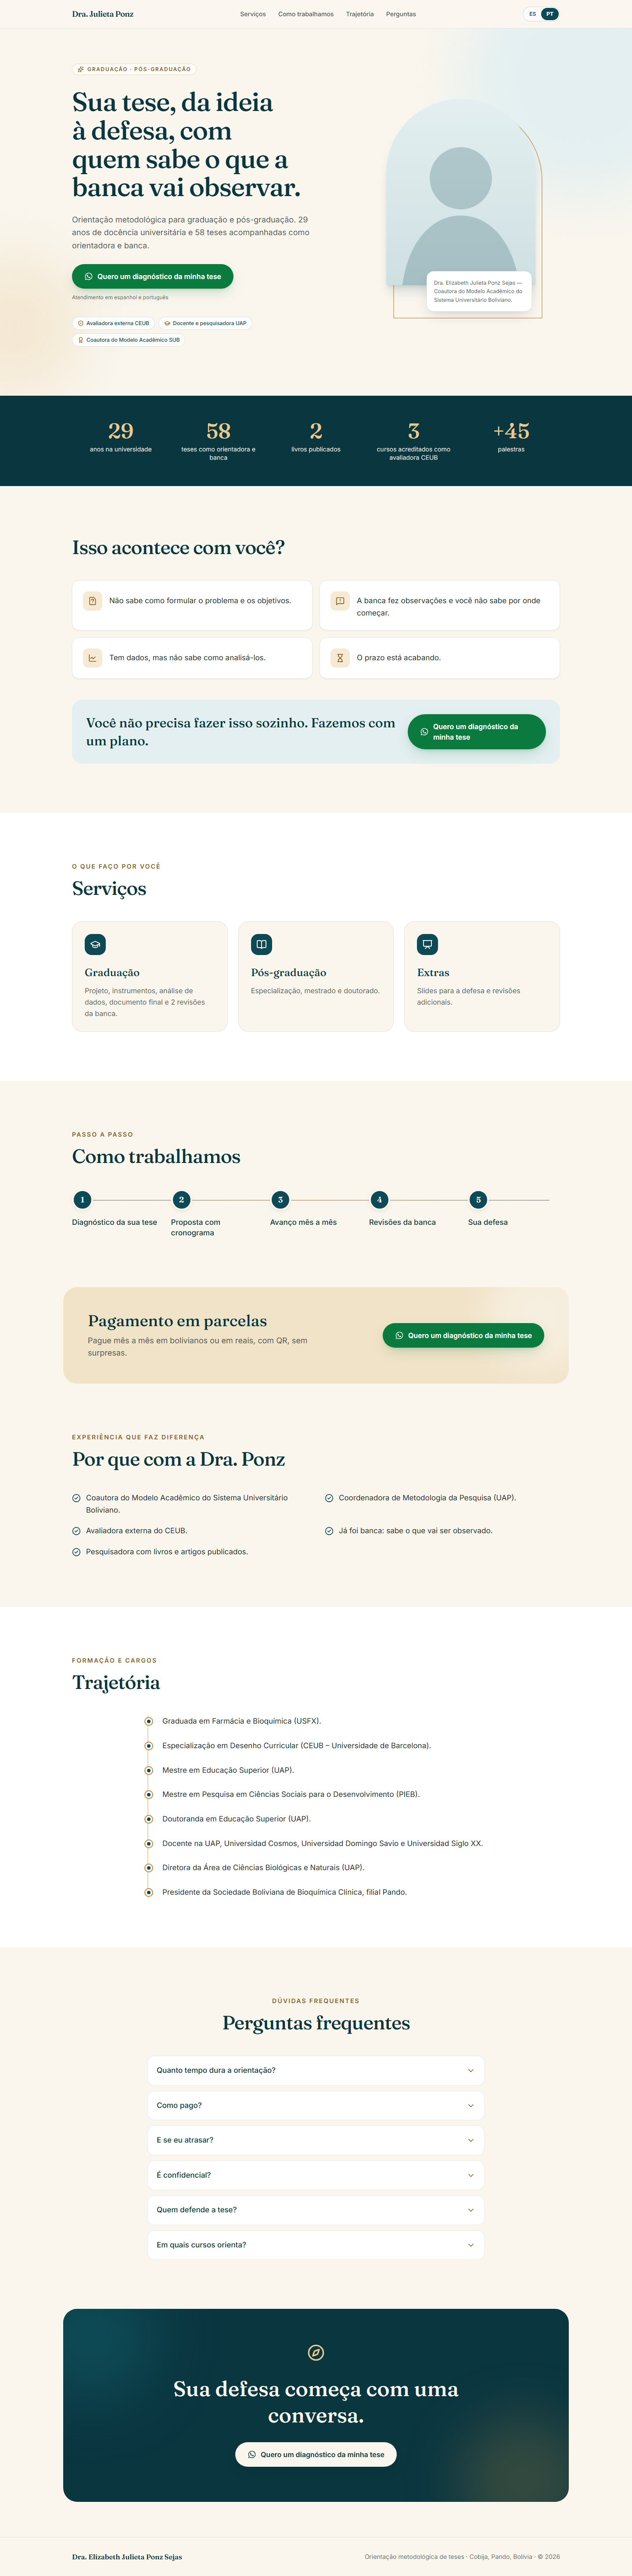 Dra. Julieta Ponz
Serviços
Como trabalhamos
Trajetória
Perguntas
ES
PT
GRADUAÇÃO · PÓS-GRADUAÇÃO
Sua tese, da ideia
à defesa, com
quem sabe o que a
banca vai observar.
Orientação metodológica para graduação e pós-graduação. 29
anos de docência universitária e 58 teses acompanhadas como
orientadora e banca.
Quero um diagnóstico da minha tese
Atendimento em espanhol e português
Avaliadora externa CEUB
Docente e pesquisadora UAP
Coautora do Modelo Acadêmico SUB
Dra. Elizabeth Julieta Ponz Sejas —
Coautora do Modelo Acadêmico do
Sistema Universitário Boliviano.
29
anos na universidade
58
teses como orientadora e
banca
2
livros publicados
3
cursos acreditados como
avaliadora CEUB
+45
palestras
Isso acontece com você?
Não sabe como formular o problema e os objetivos.
A banca fez observações e você não sabe por onde
começar.
Tem dados, mas não sabe como analisá-los.
O prazo está acabando.
Você não precisa fazer isso sozinho. Fazemos com
um plano.
Quero um diagnóstico da
minha tese
O QUE FAÇO POR VOCÊ
Serviços
Graduação
Projeto, instrumentos, análise de
dados, documento final e 2 revisões
da banca.
Pós-graduação
Especialização, mestrado e doutorado.
Extras
Slides para a defesa e revisões
adicionais.
PASSO A PASSO
Como trabalhamos
1
Diagnóstico da sua tese
2
Proposta com
cronograma
3
Avanço mês a mês
4
Revisões da banca
5
Sua defesa
Pagamento em parcelas
Pague mês a mês em bolivianos ou em reais, com QR, sem
surpresas.
Quero um diagnóstico da minha tese
EXPERIÊNCIA QUE FAZ DIFERENÇA
Por que com a Dra. Ponz
Coautora do Modelo Acadêmico do Sistema Universitário
Boliviano.
Coordenadora de Metodologia da Pesquisa (UAP).
Avaliadora externa do CEUB.
Já foi banca: sabe o que vai ser observado.
Pesquisadora com livros e artigos publicados.
FORMAÇÃO E CARGOS
Trajetória
Graduada em Farmácia e Bioquímica (USFX).
Especialização em Desenho Curricular (CEUB – Universidade de Barcelona).
Mestre em Educação Superior (UAP).
Mestre em Pesquisa em Ciências Sociais para o Desenvolvimento (PIEB).
Doutoranda em Educação Superior (UAP).
Docente na UAP, Universidad Cosmos, Universidad Domingo Savio e Universidad Siglo XX.
Diretora da Área de Ciências Biológicas e Naturais (UAP).
Presidente da Sociedade Boliviana de Bioquímica Clínica, filial Pando.
DÚVIDAS FREQUENTES
Perguntas frequentes
Quanto tempo dura a orientação?
Como pago?
E se eu atrasar?
É confidencial?
Quem defende a tese?
Em quais cursos orienta?
Sua defesa começa com uma
conversa.
Quero um diagnóstico da minha tese
Dra. Elizabeth Julieta Ponz Sejas
Orientação metodológica de teses · Cobija, Pando, Bolívia · © 2026